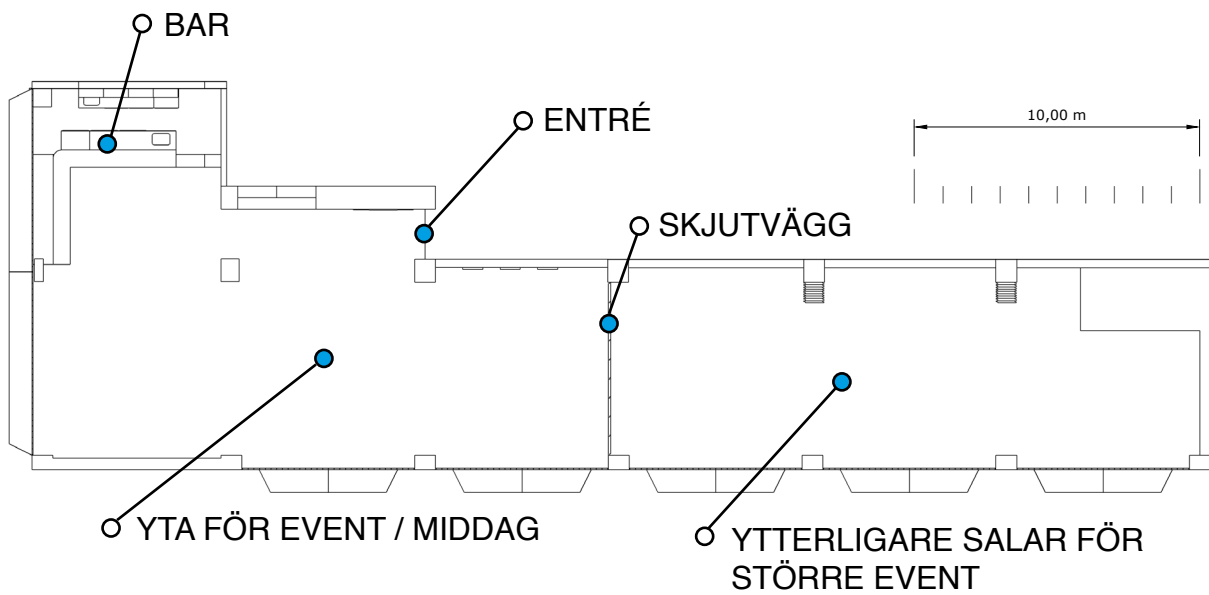 BAR
ENTRÉ
10,00 m
SKJUTVÄGG
YTA FÖR EVENT / MIDDAG
YTTERLIGARE SALAR FÖR
STÖRRE EVENT